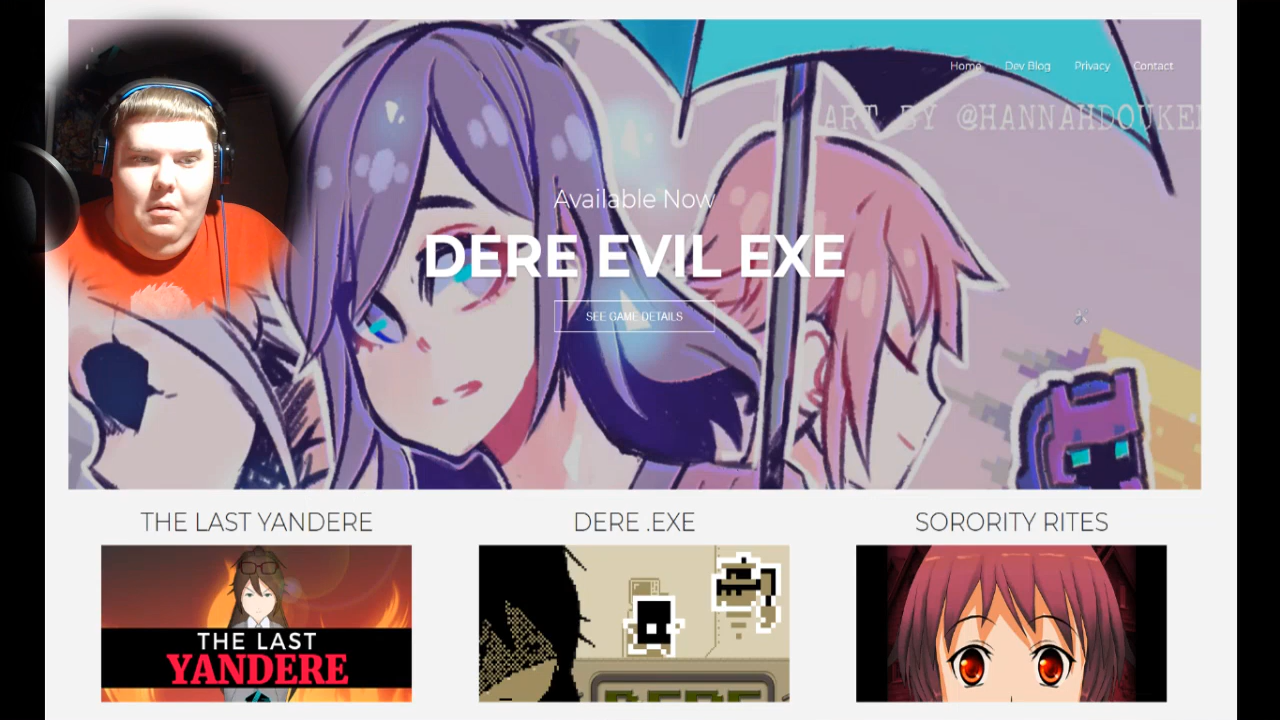 Home Dev Blog Privacy Contact
ART BY @HANNAHDOUKEN
Available Now
DERE EVIL EXE
SEE GAME DETAILS
THE LAST YANDERE
DERE .EXE
SORORITY RITES
THE LAST
YANDERE